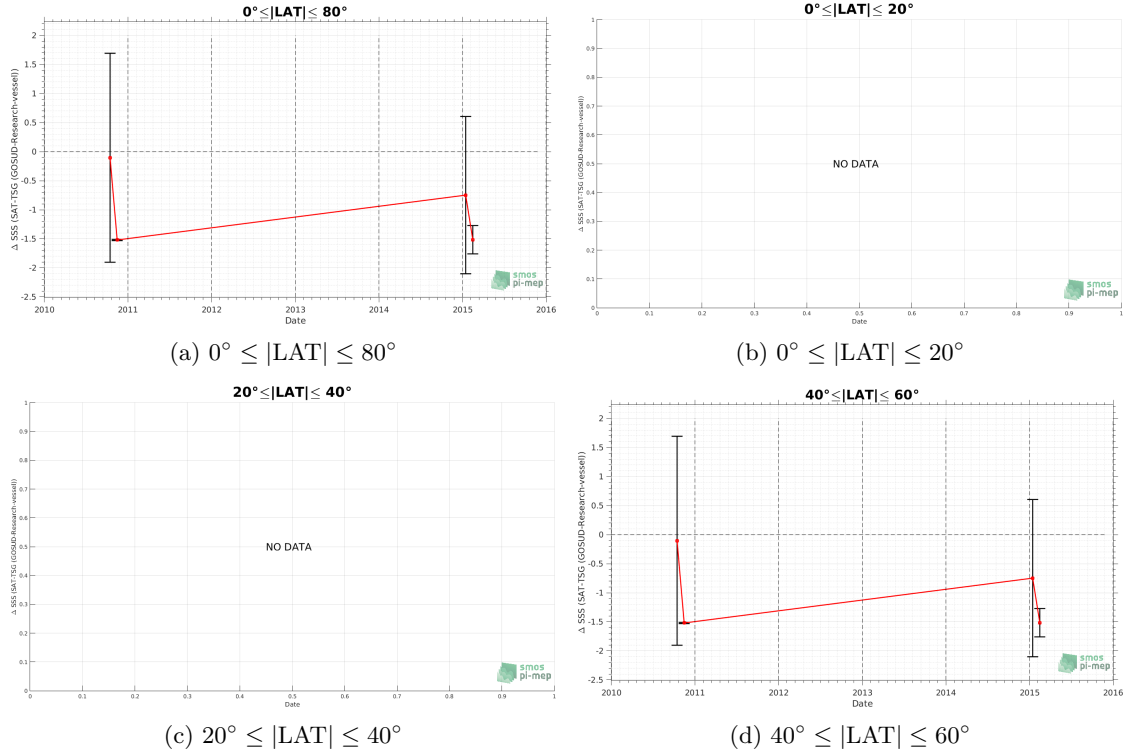 0°≤|LAT|≤ 80°
Δ SSS (SAT-TSG (GOSUD-Research-vessel))
2
1.5
1
0.5
0
-0.5
-1
-1.5
-2
-2.5
2010 2011 2012 2013 2014 2015 2016
Date
smos
pi-mep
(a) 0° ≤ |LAT| ≤ 80°
0°≤|LAT|≤ 20°
Δ SSS (SAT-TSG (GOSUD-Research-vessel))
1
0.9
0.8
0.7
0.6
0.5
0.4
0.3
0.2
0.1
0
NO DATA
0 0.1 0.2 0.3 0.4 0.5 0.6 0.7 0.8 0.9 1
Date
smos
pi-mep
(b) 0° ≤ |LAT| ≤ 20°
20°≤|LAT|≤ 40°
Δ SSS (SAT-TSG (GOSUD-Research-vessel))
1
0.9
0.8
0.7
0.6
0.5
0.4
0.3
0.2
0.1
0
NO DATA
0 0.1 0.2 0.3 0.4 0.5 0.6 0.7 0.8 0.9 1
Date
smos
pi-mep
(c) 20° ≤ |LAT| ≤ 40°
40°≤|LAT|≤ 60°
Δ SSS (SAT-TSG (GOSUD-Research-vessel))
2
1.5
1
0.5
0
-0.5
-1
-1.5
-2
-2.5
2010 2011 2012 2013 2014 2015 2016
Date
smos
pi-mep
(d) 40° ≤ |LAT| ≤ 60°